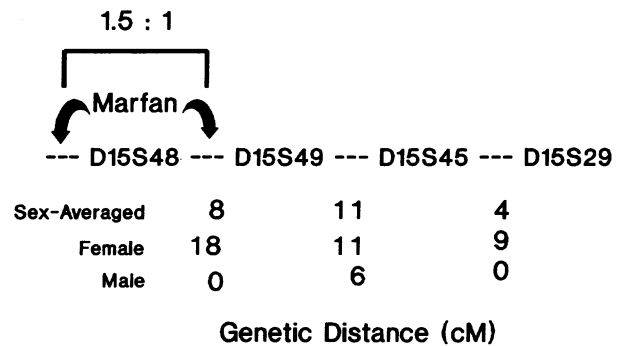 1.5 : 1
Marfan
--- D15S48 --- D15S49 --- D15S45 --- D15S29
Sex-Averaged 8 11 4
Female 18 11 9
Male 0 6 0
Genetic Distance (cM)